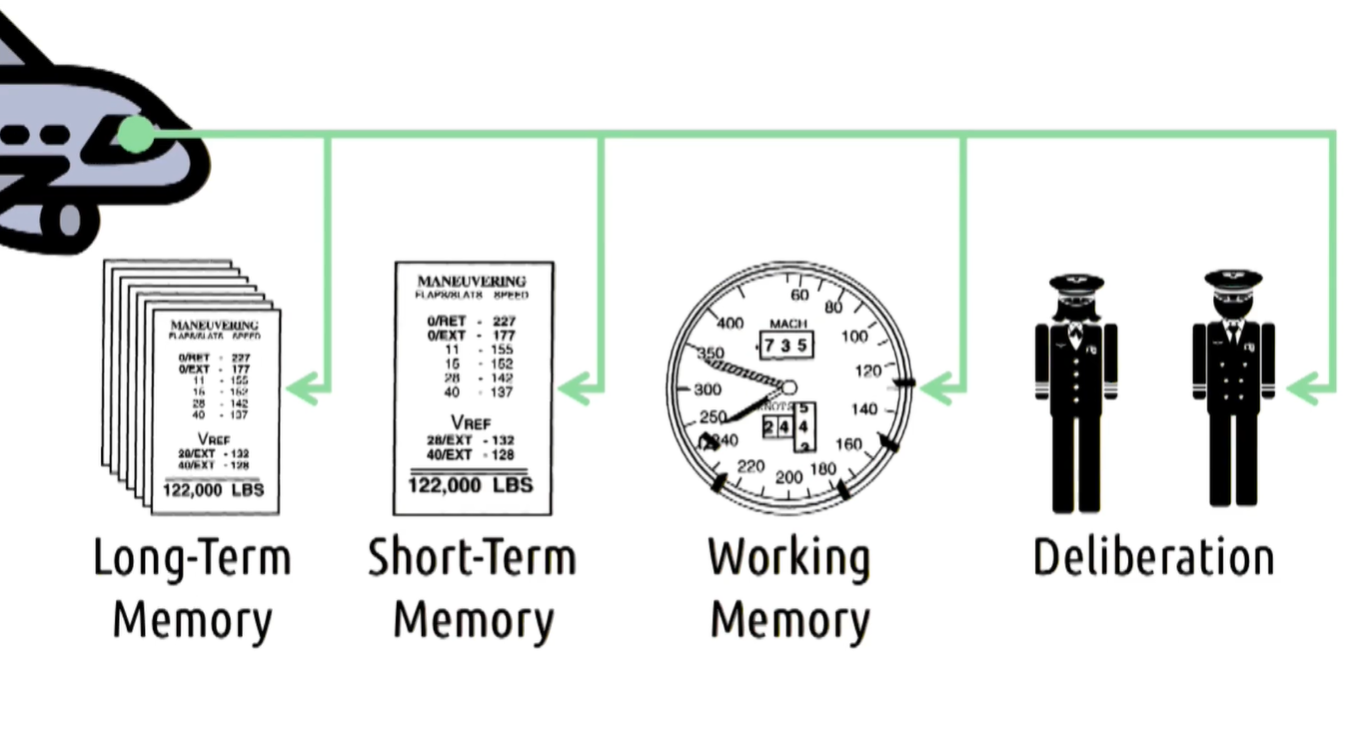 MANEUVERING
FLAPS/SLATS SPEED
0/RET - 227
0/EXT - 177
11 - 155
15 - 152
28 - 142
40 - 137
VREF
28/EXT - 132
40/EXT - 128
122,000 LBS
Long-Term
Memory
MANEUVERING
FLAPS/SLATS SPEED
0/RET - 227
0/EXT - 177
11 - 155
15 - 152
28 - 142
40 - 137
VREF
28/EXT - 132
40/EXT - 128
122,000 LBS
Short-Term
Memory
60
80
100
120
140
160
180
200
220
240
250
300
350
400
MACH
.735
KNOTS
5
2 4 4
3
Working
Memory
Deliberation